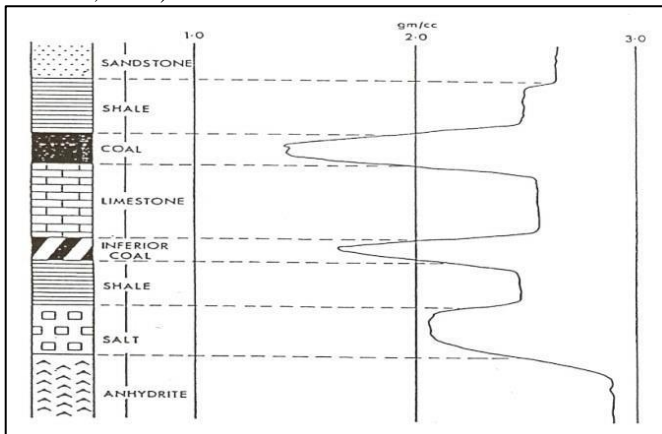 gm/cc
1·0 2·0 3·0
SANDSTONE
SHALE
COAL
LIMESTONE
INFERIOR
COAL
SHALE
SALT
ANHYDRITE